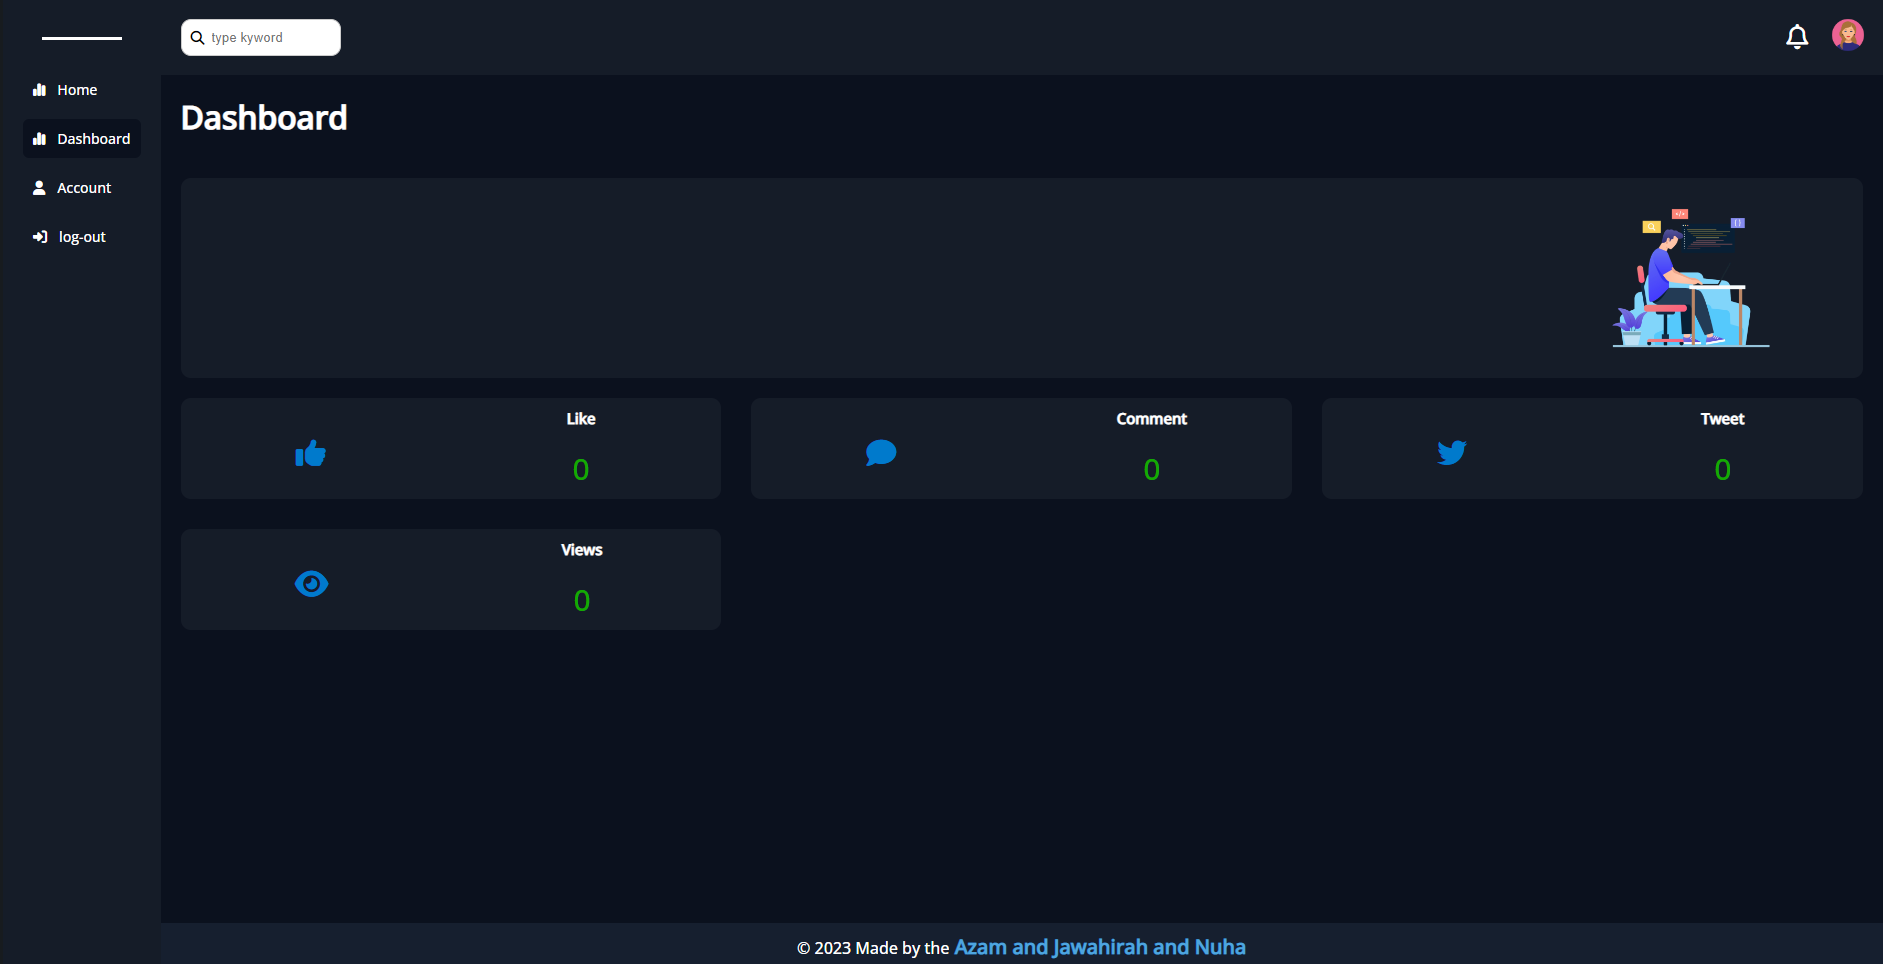 type kyword
Home
Dashboard
Account
log-out
Dashboard
Like
0
Comment
0
Tweet
0
Views
0
© 2023 Made by the Azam and Jawahirah and Nuha